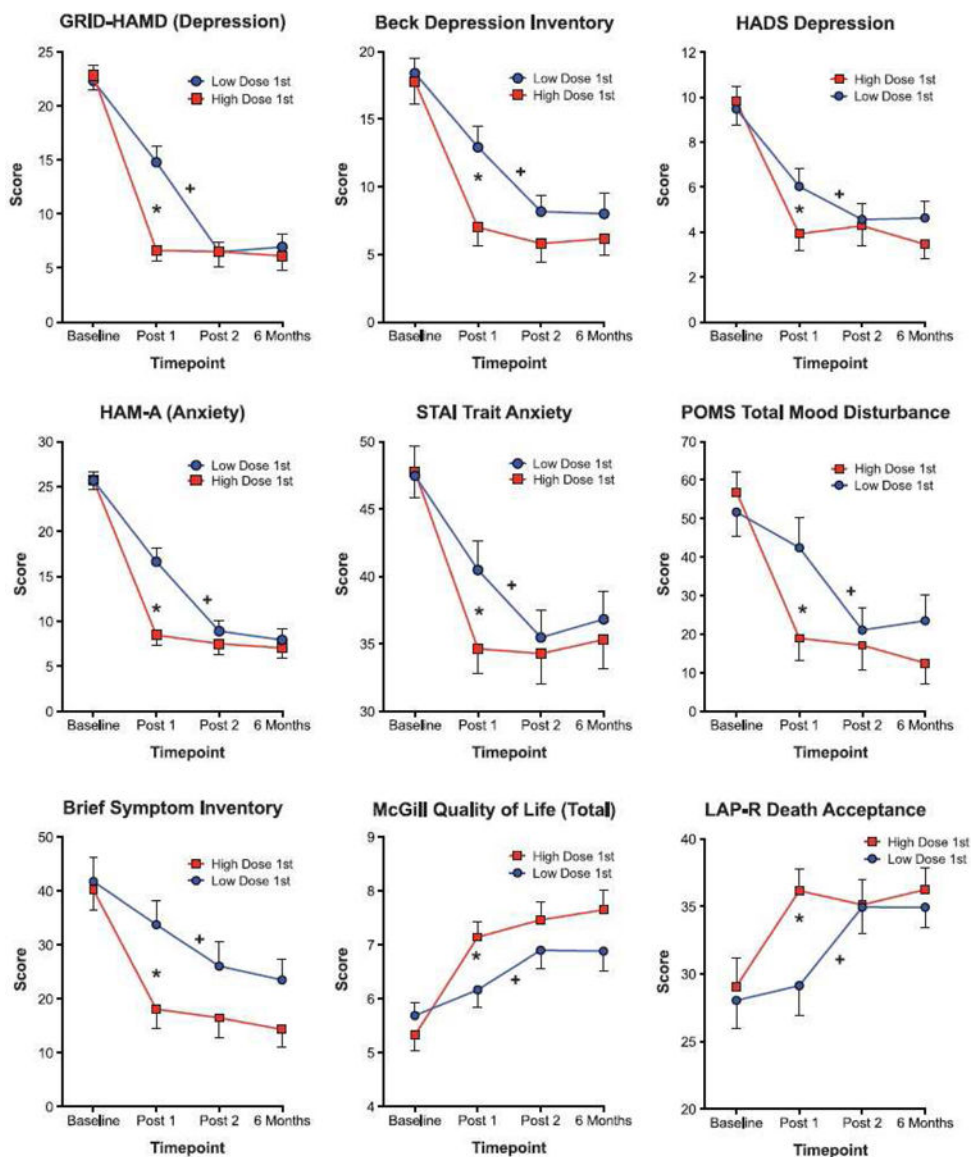 GRID-HAMD (Depression)
25
20
15
10
5
0
Score
Low Dose 1st
High Dose 1st
*
+
Baseline Post 1 Post 2 6 Months
Timepoint
Beck Depression Inventory
20
15
10
5
0
Score
Low Dose 1st
High Dose 1st
*
+
Baseline Post 1 Post 2 6 Months
Timepoint
HADS Depression
12
10
8
6
4
2
0
Score
High Dose 1st
Low Dose 1st
*
+
Baseline Post 1 Post 2 6 Months
Timepoint
HAM-A (Anxiety)
30
25
20
15
10
5
0
Score
Low Dose 1st
High Dose 1st
*
+
Baseline Post 1 Post 2 6 Months
Timepoint
STAI Trait Anxiety
50
45
40
35
30
Score
Low Dose 1st
High Dose 1st
*
+
Baseline Post 1 Post 2 6 Months
Timepoint
POMS Total Mood Disturbance
70
60
50
40
30
20
10
0
Score
High Dose 1st
Low Dose 1st
*
+
Baseline Post 1 Post 2 6 Months
Timepoint
Brief Symptom Inventory
50
40
30
20
10
0
Score
High Dose 1st
Low Dose 1st
*
+
Baseline Post 1 Post 2 6 Months
Timepoint
McGill Quality of Life (Total)
9
8
7
6
5
4
Score
High Dose 1st
Low Dose 1st
*
+
Baseline Post 1 Post 2 6 Months
Timepoint
LAP-R Death Acceptance
40
35
30
25
20
Score
High Dose 1st
Low Dose 1st
*
+
Baseline Post 1 Post 2 6 Months
Timepoint